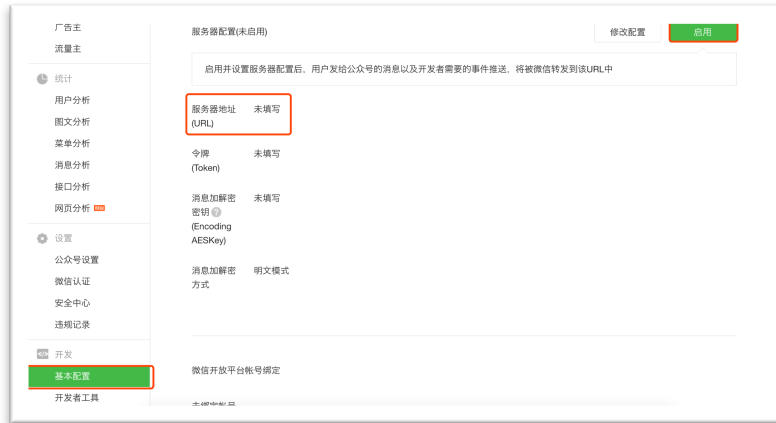 广告主
流量主
统计
用户分析
图文分析
菜单分析
消息分析
接口分析
网页分析
设置
公众号设置
微信认证
安全中心
违规记录
</> 开发
基本配置
开发者工具
服务器配置(未启用)
修改配置
启用
启用并设置服务器配置后，用户发给公众号的消息以及开发者需要的事件推送，将被微信转发到该URL中
服务器地址 未填写
(URL)
令牌 未填写
(Token)
消息加解密 未填写
密钥 ?
(Encoding
AESKey)
消息加解密 明文模式
方式
微信开放平台帐号绑定